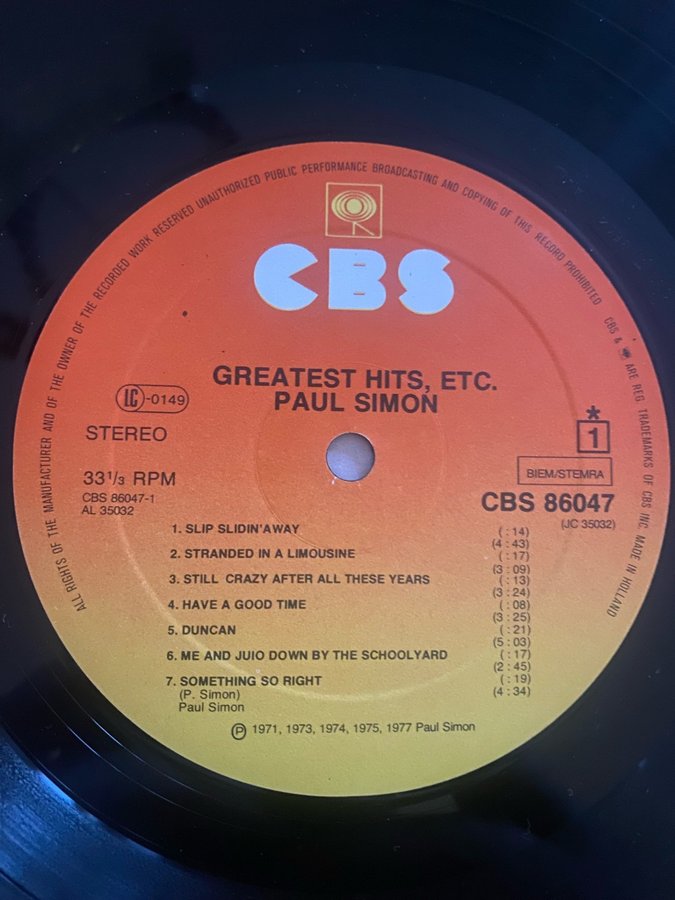 ALL RIGHTS OF THE MANUFACTURER AND OF THE OWNER OF THE RECORDED WORK RESERVED UNAUTHORIZED PUBLIC PERFORMANCE BROADCASTING AND COPYING OF THIS RECORD PROHIBITED CBS & ARE REG. TRADEMARKS OF CBS INC. MADE IN HOLLAND
CBS
GREATEST HITS, ETC.
PAUL SIMON
LC-0149
STEREO
* 1
33 1/3 RPM
BIEM/STEMRA
CBS 86047-1
CBS 86047
AL 35032
(JC 35032)
1. SLIP SLIDIN'AWAY (:14)
(4:43)
2. STRANDED IN A LIMOUSINE (:17)
(3:09)
3. STILL CRAZY AFTER ALL THESE YEARS (:13)
(3:24)
4. HAVE A GOOD TIME (:08)
(3:25)
5. DUNCAN (:21)
(5:03)
6. ME AND JUIO DOWN BY THE SCHOOLYARD (:17)
(2:45)
7. SOMETHING SO RIGHT (:19)
(P. Simon) (4:34)
Paul Simon
Ⓟ 1971, 1973, 1974, 1975, 1977 Paul Simon